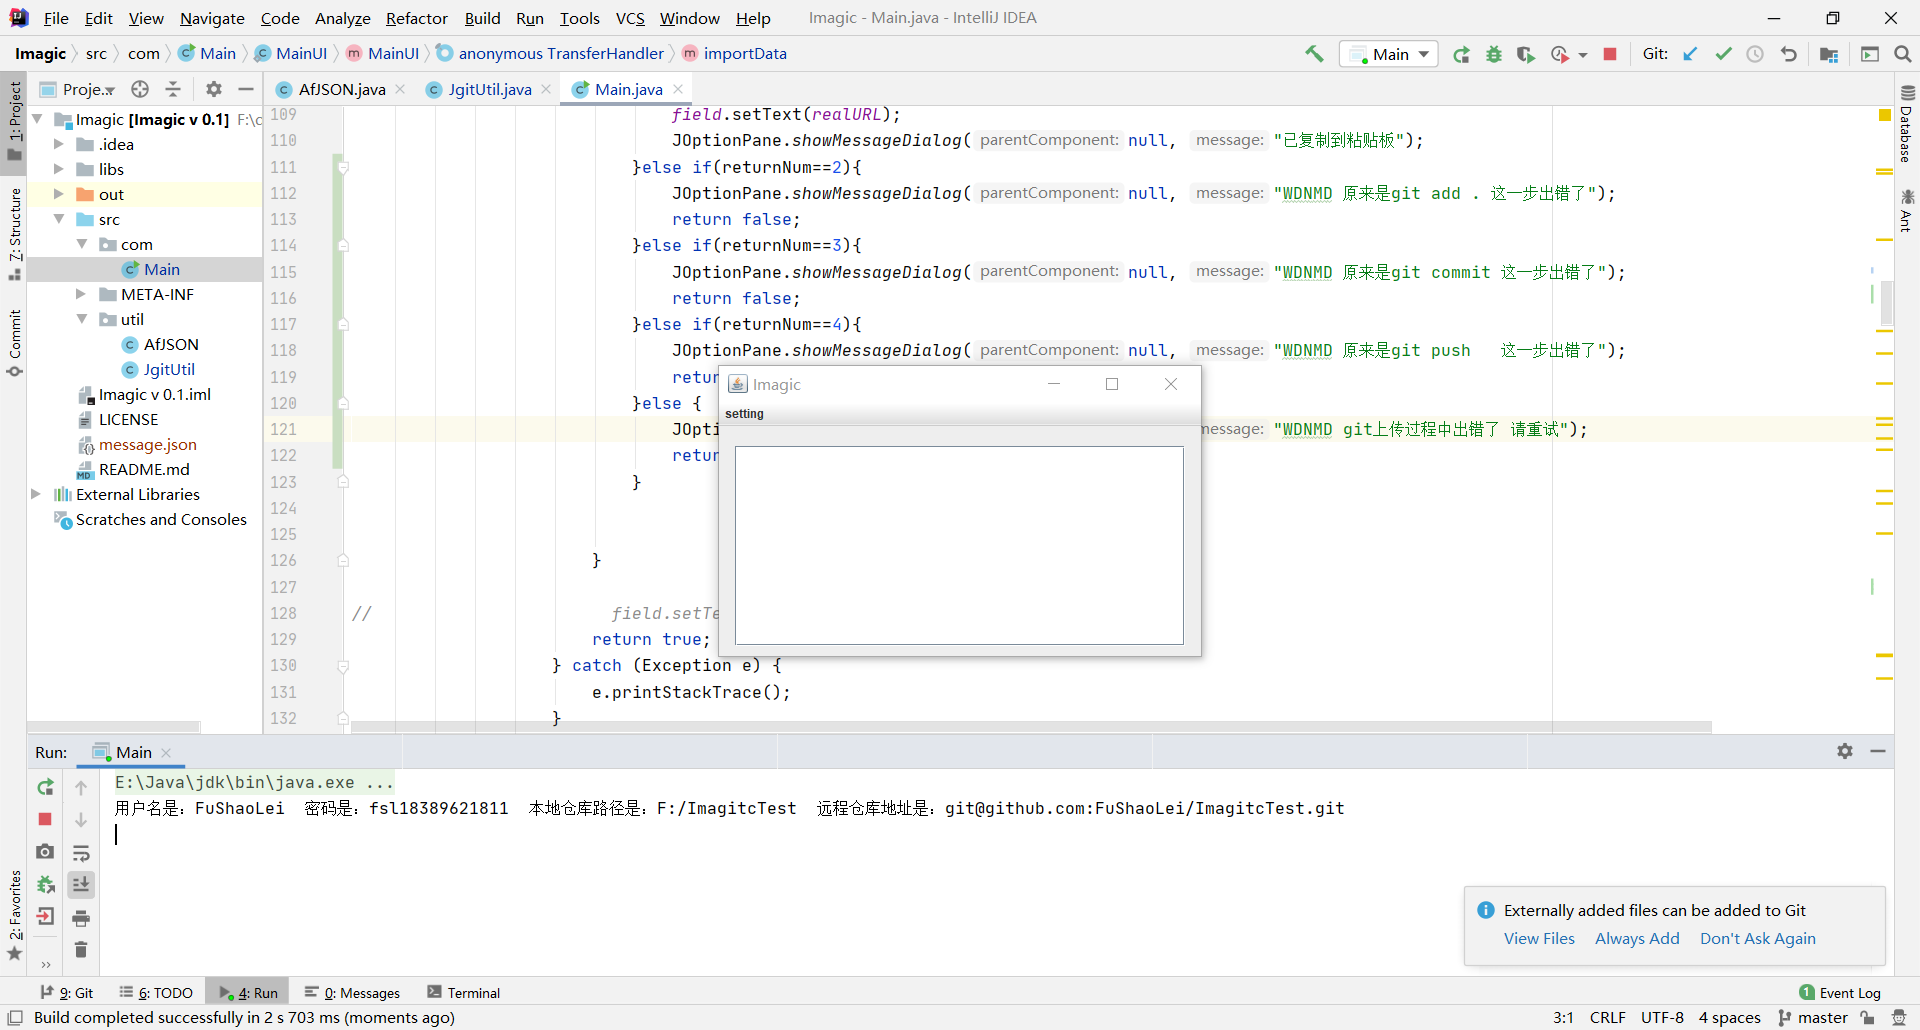 File Edit View Navigate Code Analyze Refactor Build Run Tools VCS Window Help Imagic - Main.java - IntelliJ IDEA
Imagic src com Main MainUI MainUI anonymous TransferHandler importData Main Git:
1: Project
7: Structure
Commit
2: Favorites
Proje...
Imagic [Imagic v 0.1] F:\c
.idea
libs
out
src
com
Main
META-INF
util
AfJSON
JgitUtil
Imagic v 0.1.iml
LICENSE
message.json
README.md
External Libraries
Scratches and Consoles
AfJSON.java JgitUtil.java Main.java
109 field.setText(realURL);
110 JOptionPane.showMessageDialog( parentComponent: null, message: "已复制到粘贴板");
111 }else if(returnNum==2){
112 JOptionPane.showMessageDialog( parentComponent: null, message: "WDNMD 原来是git add . 这一步出错了");
113 return false;
114 }else if(returnNum==3){
115 JOptionPane.showMessageDialog( parentComponent: null, message: "WDNMD 原来是git commit 这一步出错了");
116 return false;
117 }else if(returnNum==4){
118 JOptionPane.showMessageDialog( parentComponent: null, message: "WDNMD 原来是git push   这一步出错了");
119 retur
120 }else {
121 JOpti message: "WDNMD git上传过程中出错了 请重试");
122 retur
123 }
124
125
126 }
127
128 // field.setTe
129 return true;
130 } catch (Exception e) {
131 e.printStackTrace();
132 }
Imagic
setting
Database
Ant
Run: Main
E:\Java\jdk\bin\java.exe ...
用户名是：FuShaoLei  密码是：fsl18389621811  本地仓库路径是：F:/ImagitcTest  远程仓库地址是：git@github.com:FuShaoLei/ImagitcTest.git
Externally added files can be added to Git
View Files Always Add Don't Ask Again
9: Git 6: TODO 4: Run 0: Messages Terminal 1 Event Log
Build completed successfully in 2 s 703 ms (moments ago) 3:1 CRLF UTF-8 4 spaces master